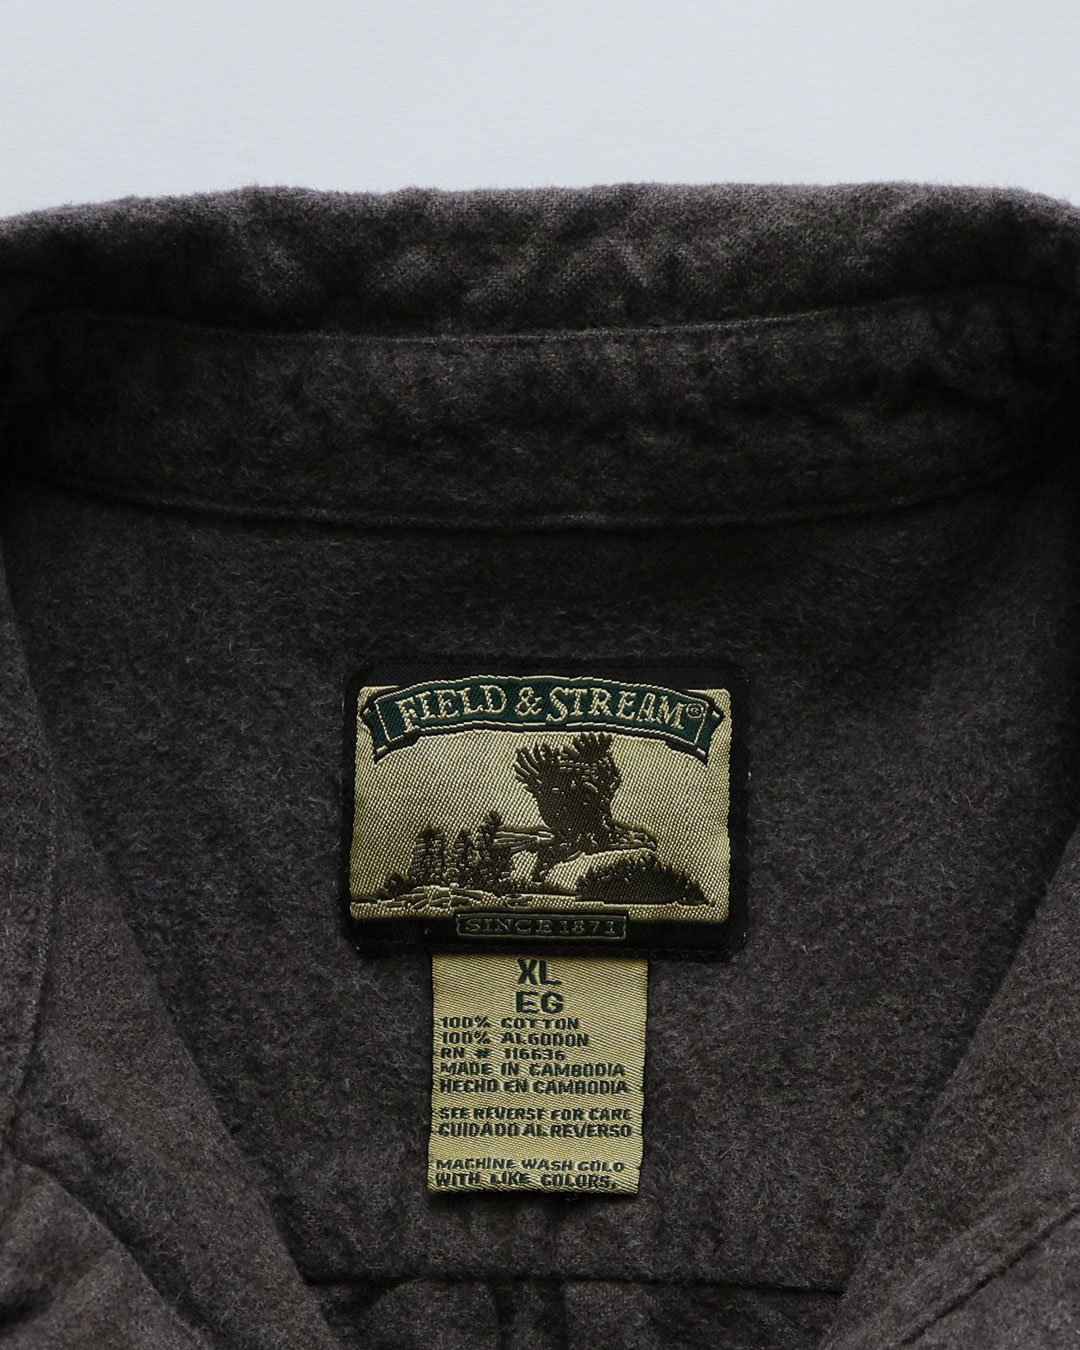 FIELD & STREAM®
SINCE 1871
XL
EG
100% COTTON
100% ALGODON
RN # 116636
MADE IN CAMBODIA
HECHO EN CAMBODIA
SEE REVERSE FOR CARE
CUIDADO AL REVERSO
MACHINE WASH COLD
WITH LIKE COLORS,